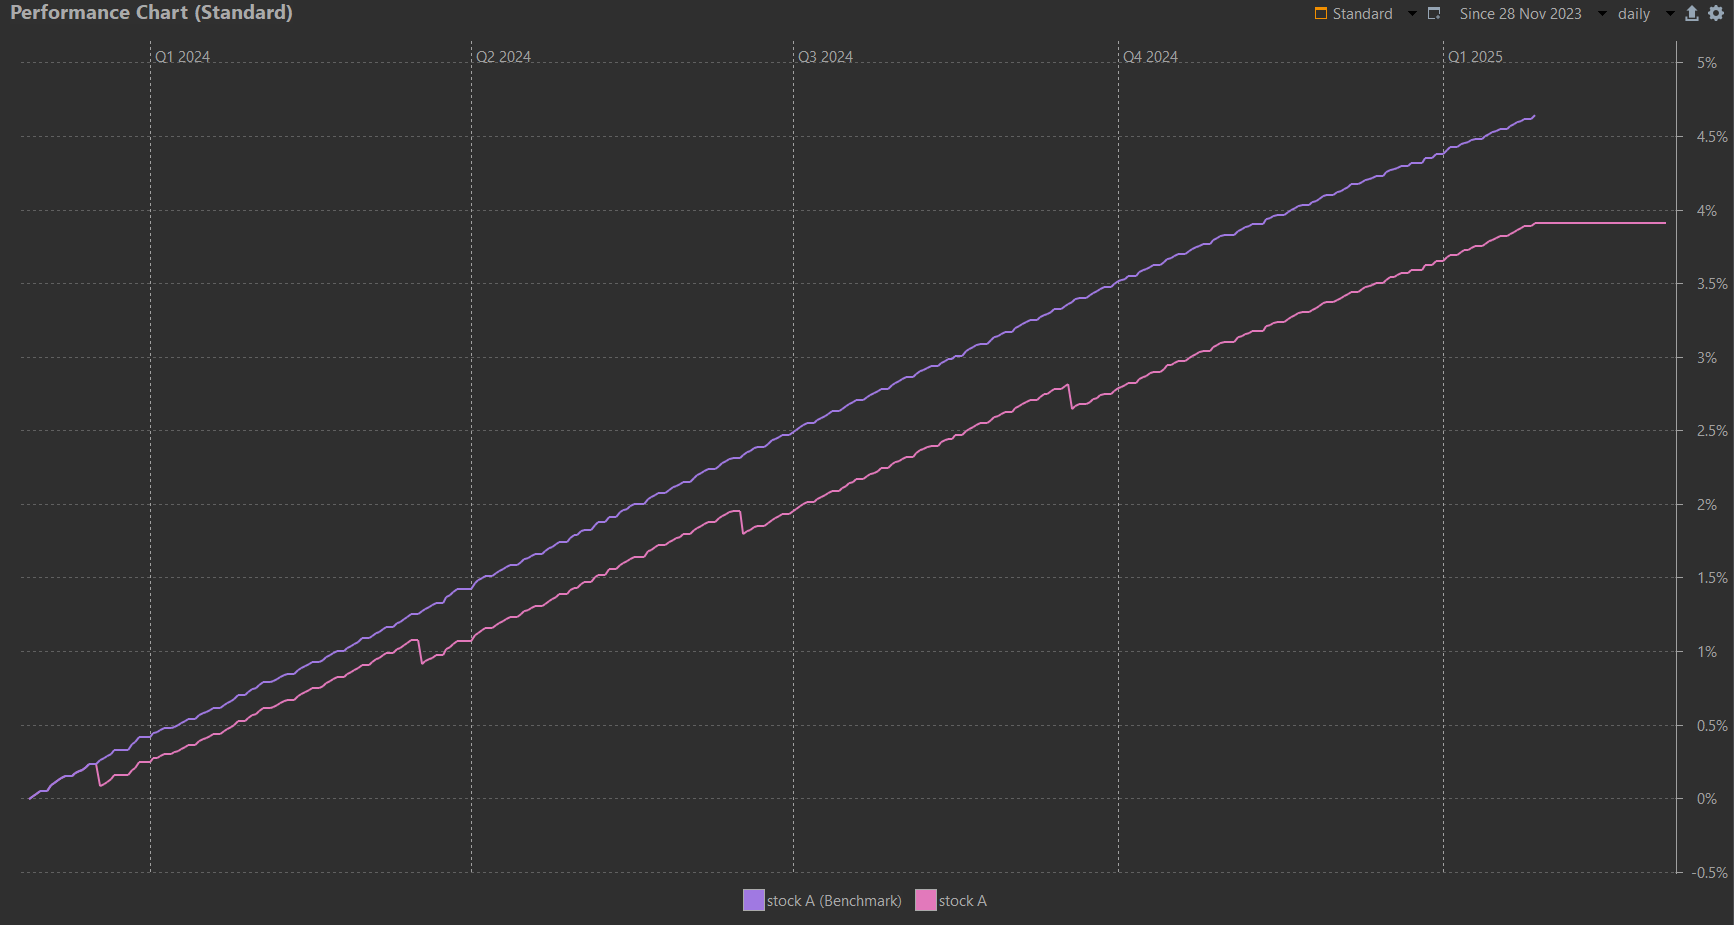 Performance Chart (Standard)
Standard
Since 28 Nov 2023
daily
Q1 2024
Q2 2024
Q3 2024
Q4 2024
Q1 2025
5%
4.5%
4%
3.5%
3%
2.5%
2%
1.5%
1%
0.5%
0%
-0.5%
stock A (Benchmark)
stock A